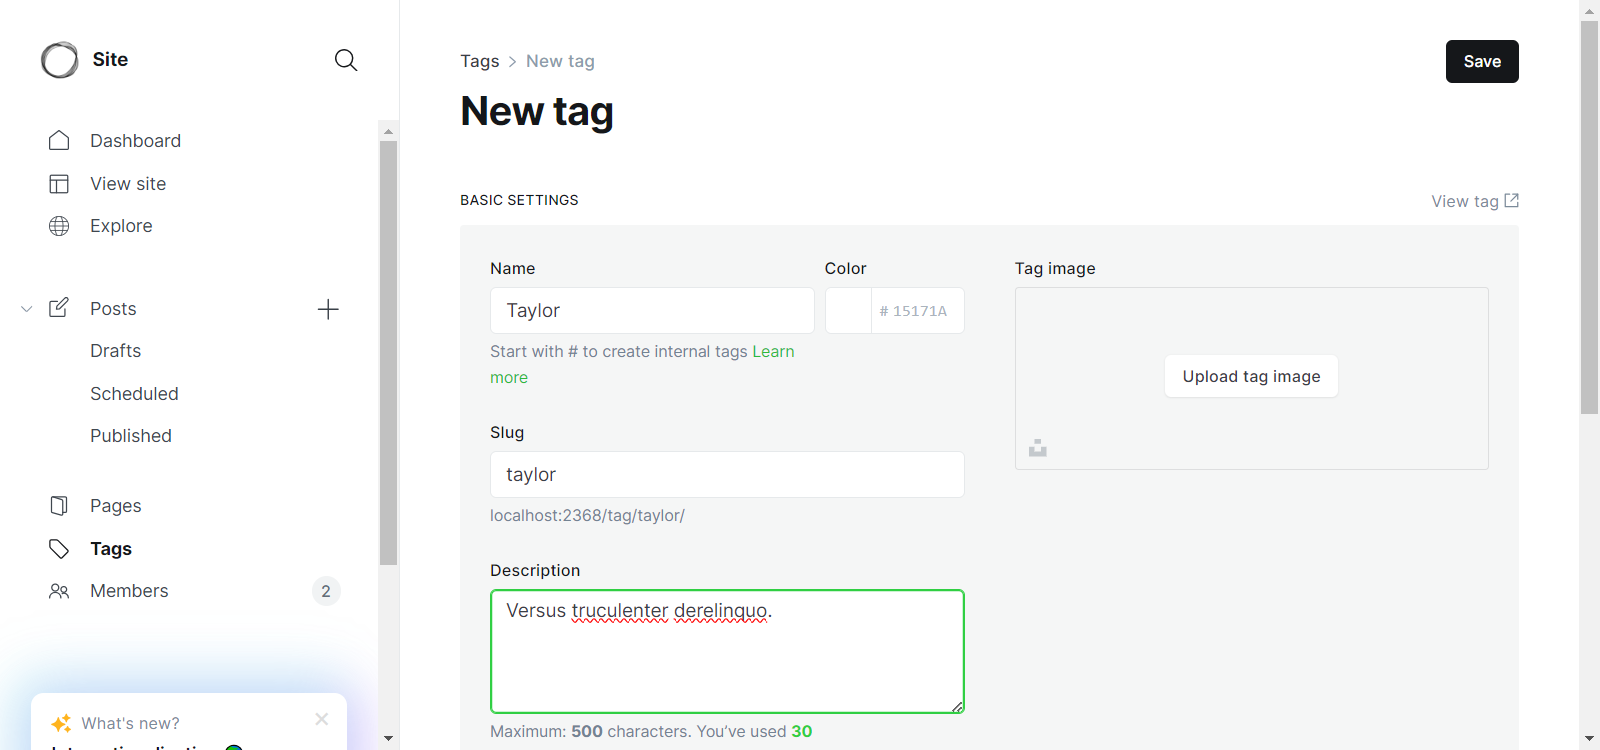 Site
Dashboard
View site
Explore
Posts
Drafts
Scheduled
Published
Pages
Tags
Members
2
What's new?
Tags > New tag
Save
New tag
BASIC SETTINGS
View tag
Name
Taylor
Start with # to create internal tags Learn
more
Color
# 15171A
Slug
taylor
localhost:2368/tag/taylor/
Description
Versus truculenter derelinquo.
Maximum: 500 characters. You've used 30
Tag image
Upload tag image